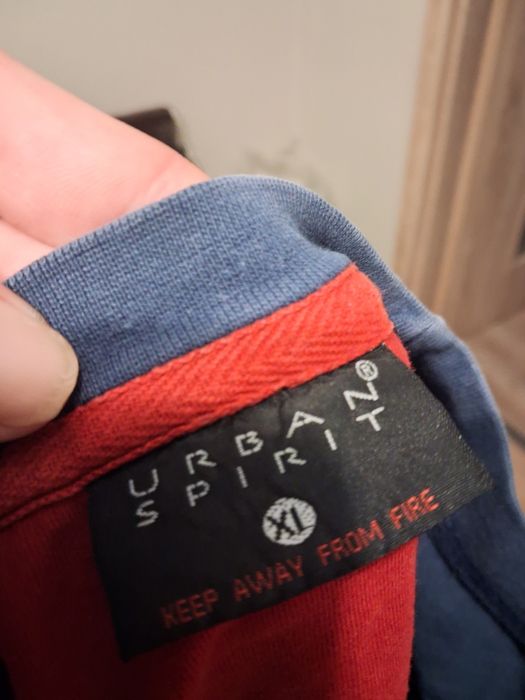 URBAN®
SPIRIT
XL
KEEP AWAY FROM FIRE